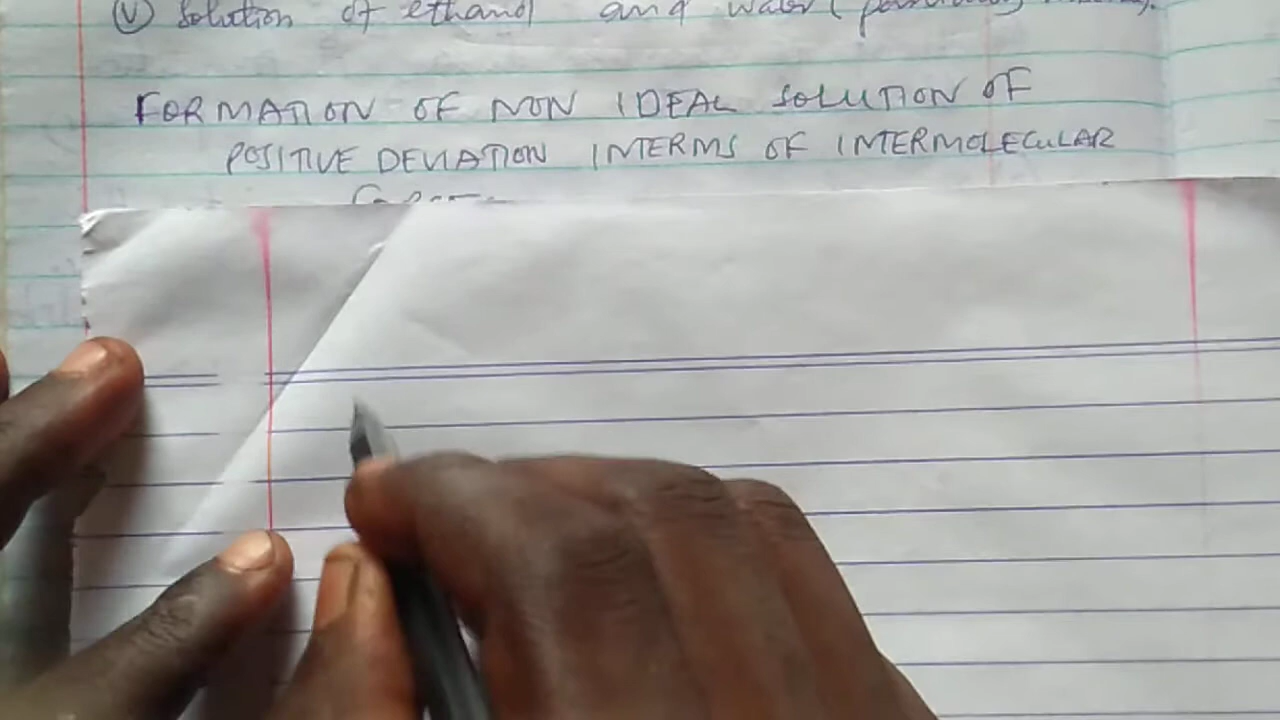 (V) Solution of ethanol and water (
FORMATION OF NON IDEAL SOLUTION OF
POSITIVE DEVIATION INTERMS OF INTERMOLECULAR